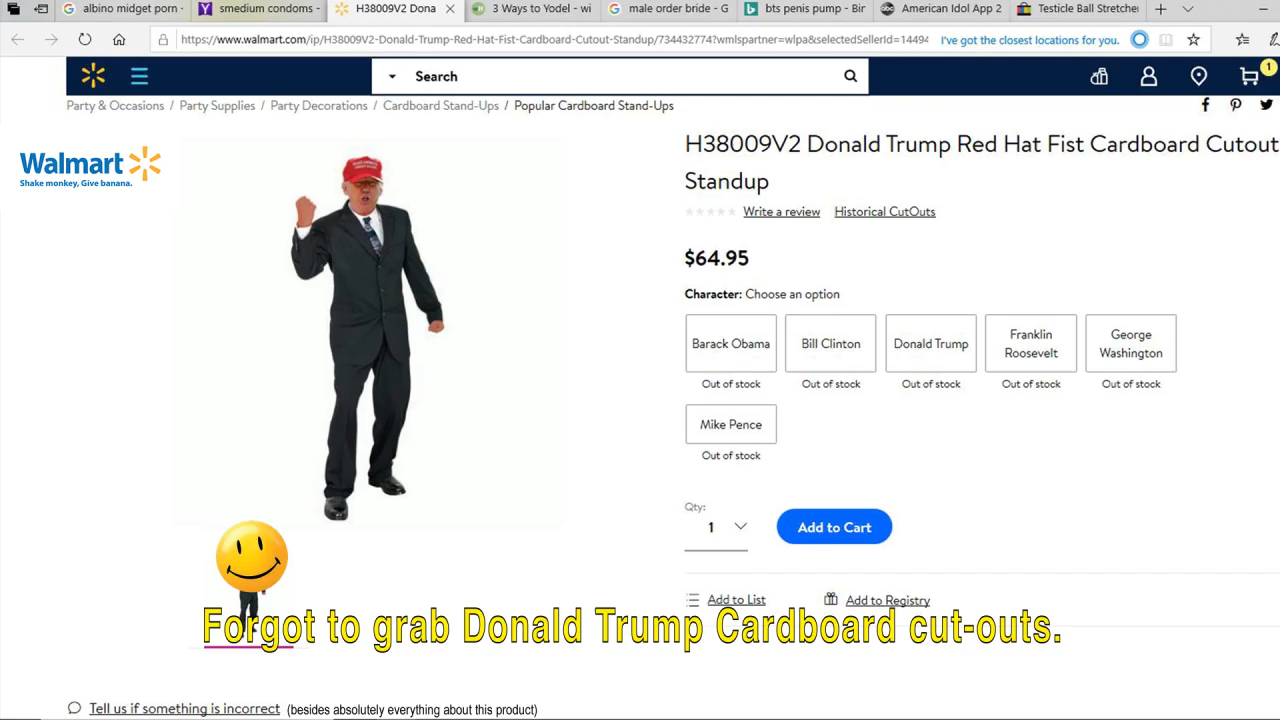 albino midget porn -
smedium condoms -
H38009V2 Dona
3 Ways to Yodel - wi
male order bride - G
bts penis pump - Bir
American Idol App 2
Testicle Ball Stretche
https://www.walmart.com/ip/H38009V2-Donald-Trump-Red-Hat-Fist-Cardboard-Cutout-Standup/734432774?wmlspartner=wlpa&selectedSellerId=14494
I've got the closest locations for you.
Search
1
Party & Occasions / Party Supplies / Party Decorations / Cardboard Stand-Ups / Popular Cardboard Stand-Ups
Walmart
Shake monkey, Give banana.
H38009V2 Donald Trump Red Hat Fist Cardboard Cutout
Standup
Write a review Historical CutOuts
$64.95
Character: Choose an option
Barack Obama
Out of stock
Bill Clinton
Out of stock
Donald Trump
Out of stock
Franklin
Roosevelt
Out of stock
George
Washington
Out of stock
Mike Pence
Out of stock
Qty:
1
Add to Cart
Add to List
Add to Registry
Forgot to grab Donald Trump Cardboard cut-outs.
Tell us if something is incorrect (besides absolutely everything about this product)